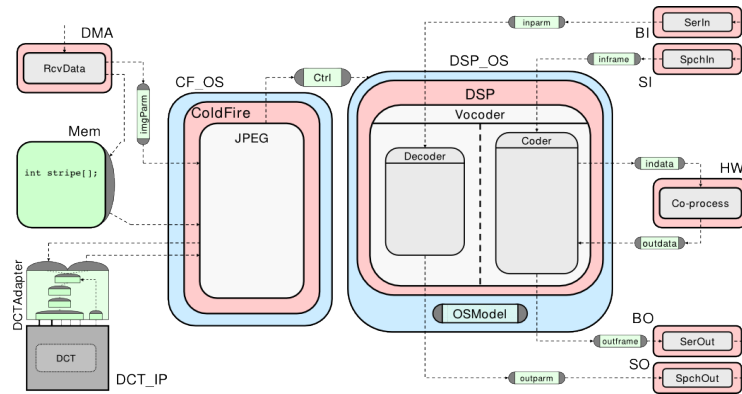 DMA
RcvData
imgParm
Mem
int stripe[];
DCTAdapter
DCT
DCT_IP
CF_OS
ColdFire
JPEG
Ctrl
DSP_OS
DSP
Vocoder
Decoder
Coder
OSModel
inparm
BI
SerIn
inframe
SpchIn
SI
indata
HW
Co-process
outdata
BO
outframe
SerOut
SO
outparm
SpchOut